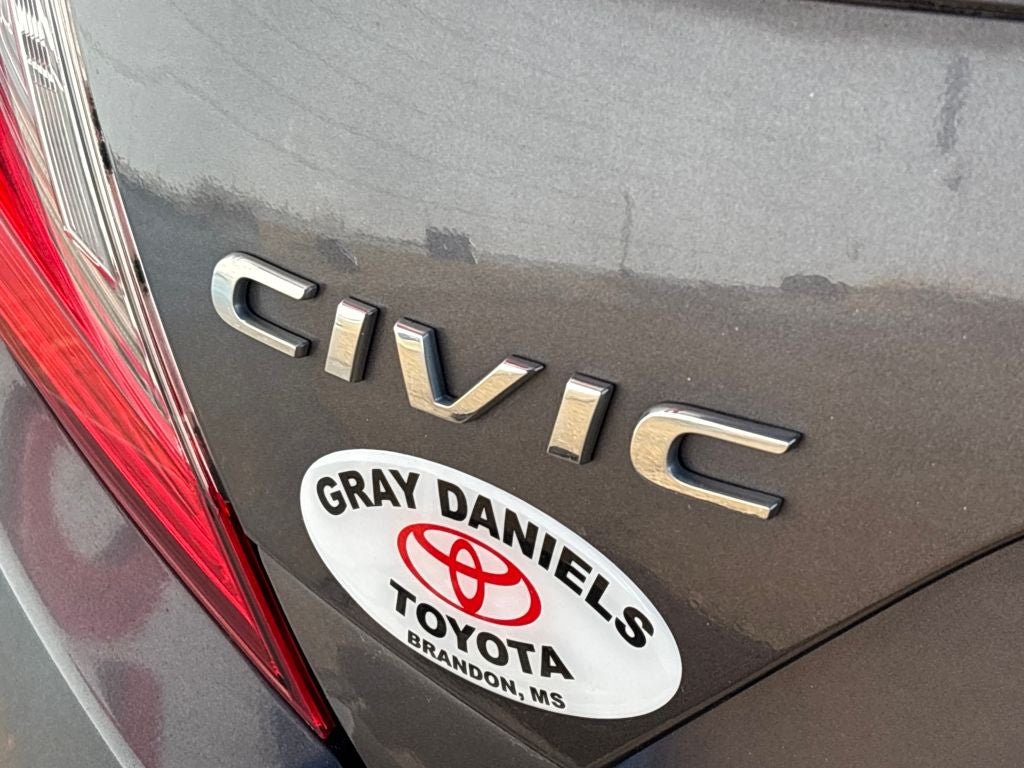 CIVIC
GRAY DANIELS
TOYOTA
BRANDON, MS